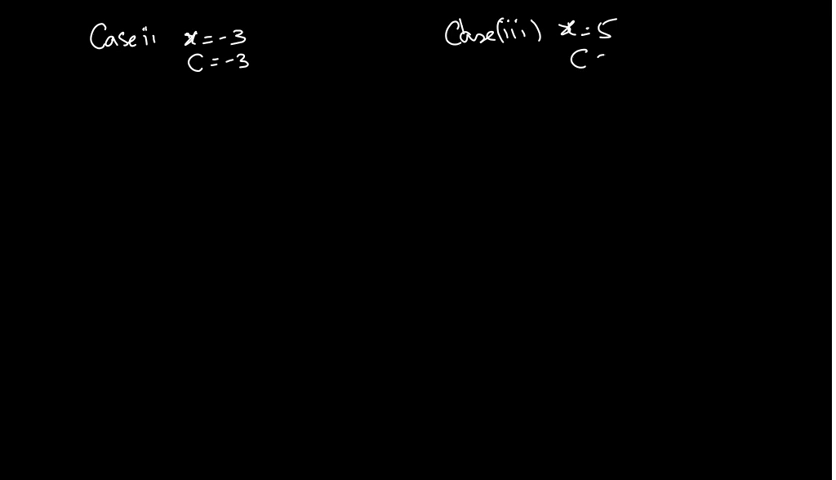 Case ii x = -3
C = -3
Case (iii) x = 5
C -